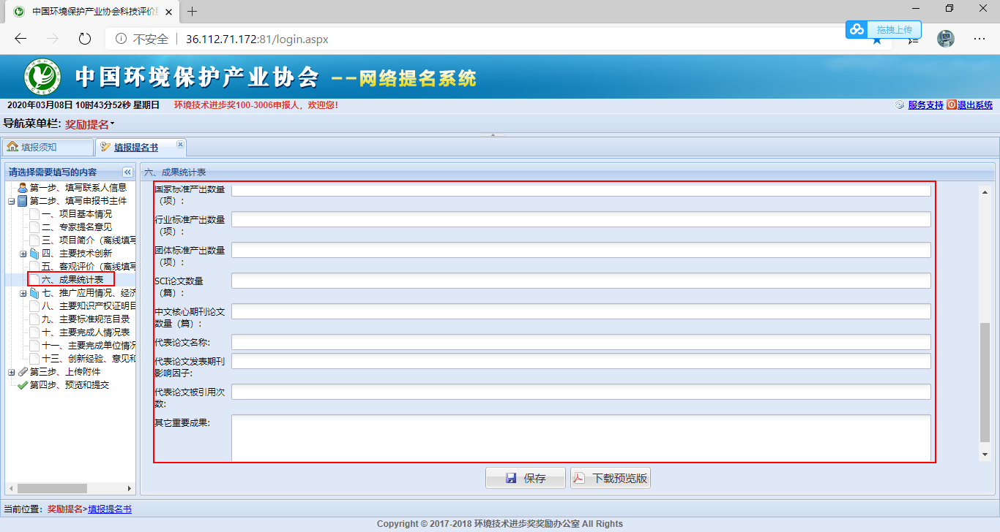 中国环境保护产业协会科技评价
不安全 36.112.71.172:81/login.aspx
拖拽上传
中国环境保护产业协会 --网络提名系统
2020年03月08日 10时43分52秒 星期日 环境技术进步奖100-3006申报人，欢迎您！
服务支持 退出系统
导航菜单栏: 奖励提名
填报须知 填报提名书
请选择需要填写的内容
第一步、填写联系人信息
第二步、填写申报书主件
一、项目基本情况
二、专家提名意见
三、项目简介（离线填写
四、主要技术创新
五、客观评价（离线填写
六、成果统计表
七、推广应用情况、经济
八、主要知识产权证明目
九、主要标准规范目录
十、主要完成人情况表
十一、主要完成单位情况
十三、创新经验、意见和
第三步、上传附件
第四步、预览和提交
六、成果统计表
国家标准产出数量
（项）:
行业标准产出数量
（项）:
团体标准产出数量
（项）:
SCI论文数量
（篇）:
中文核心期刊论文
数量（篇）:
代表论文名称:
代表论文发表期刊
影响因子:
代表论文被引用次
数:
其它重要成果:
保存 下载预览版
当前位置: 奖励提名>填报提名书
Copyright © 2017-2018 环境技术进步奖奖励办公室 All Rights